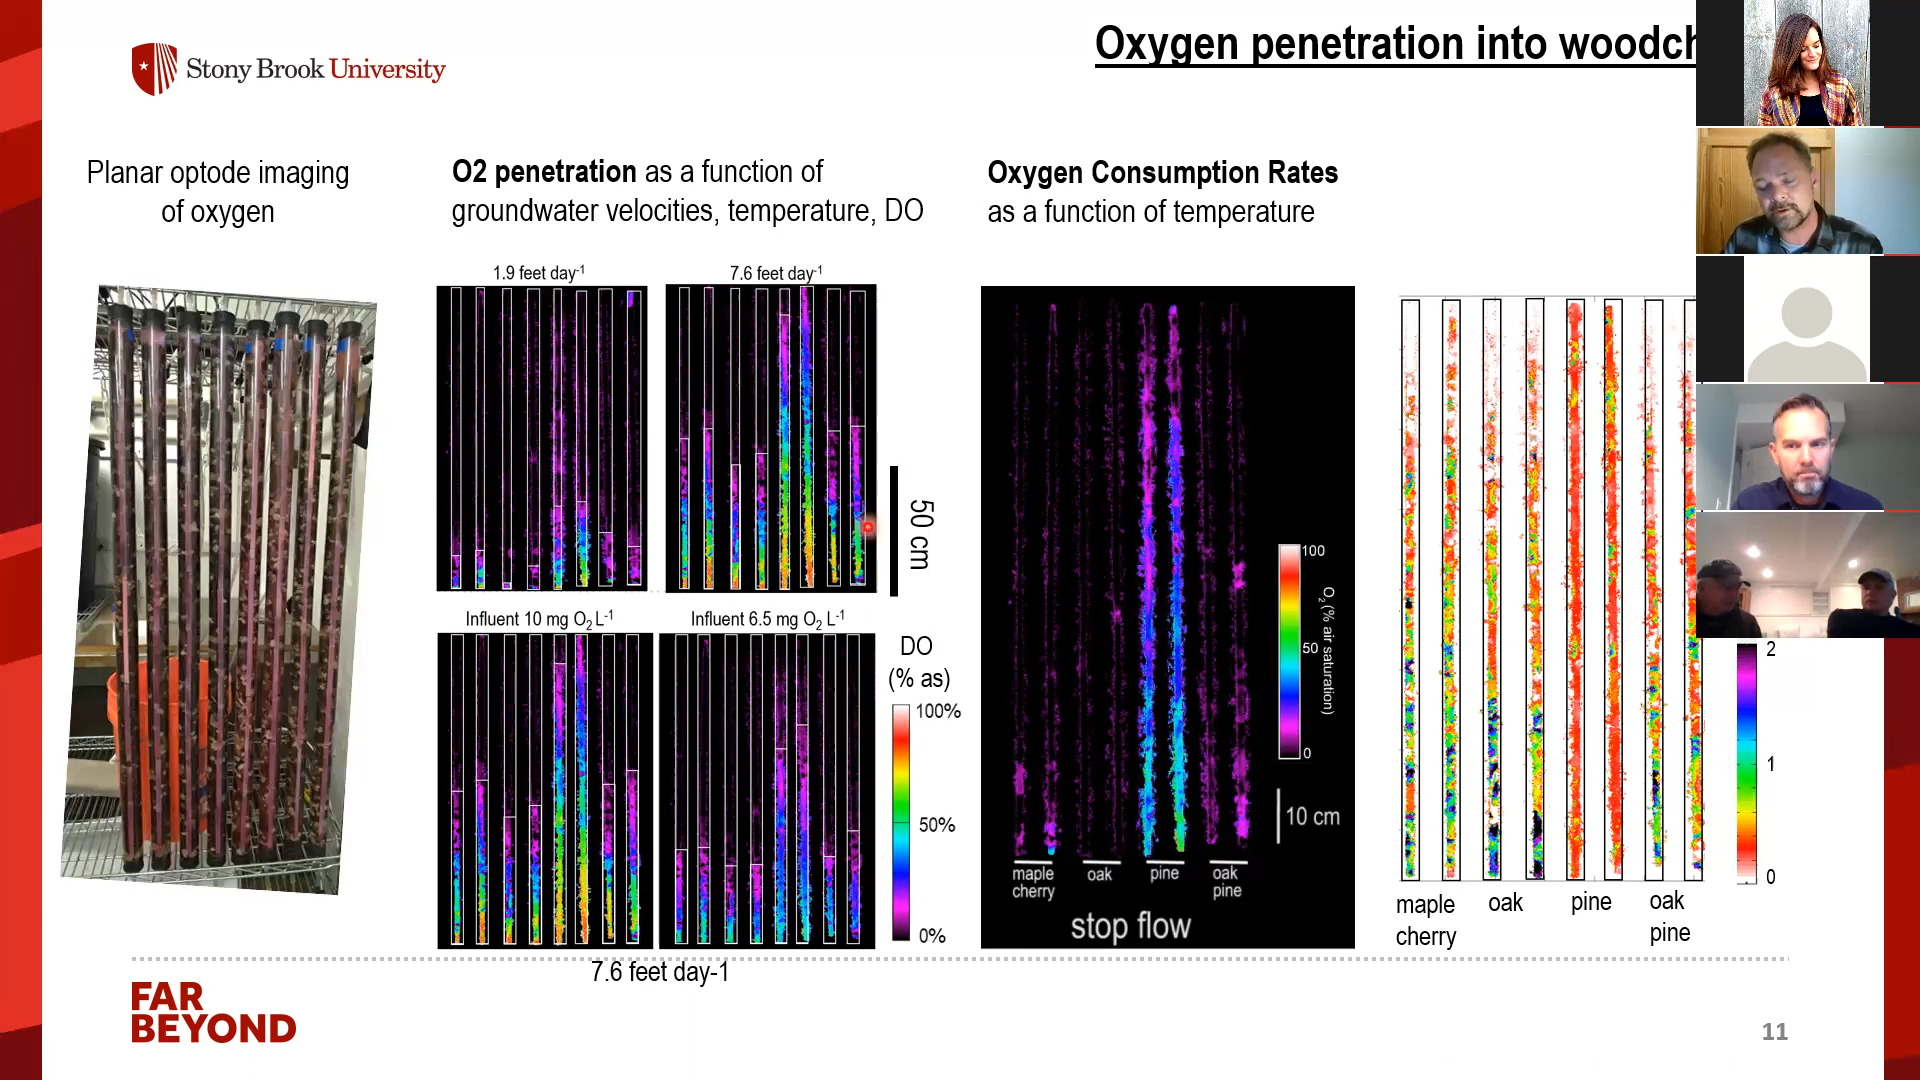 Stony Brook University
Oxygen penetration into woodch
Planar optode imaging
of oxygen
O2 penetration as a function of
groundwater velocities, temperature, DO
Oxygen Consumption Rates
as a function of temperature
1.9 feet day-1
7.6 feet day-1
50 cm
Influent 10 mg O2 L-1
Influent 6.5 mg O2 L-1
DO
(% as)
100%
50%
0%
7.6 feet day-1
100
50
0
O2 (% air saturation)
10 cm
maple
cherry
oak
pine
oak
pine
stop flow
2
1
0
maple
cherry
oak
pine
oak
pine
FAR
BEYOND
11